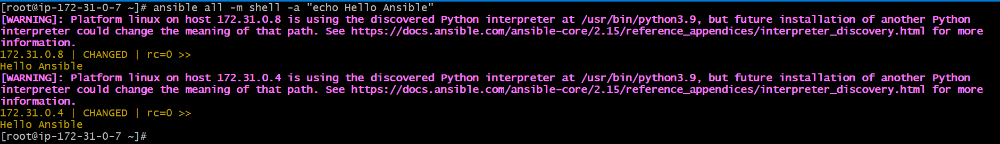 [root@ip-172-31-0-7 ~]# ansible all -m shell -a "echo Hello Ansible"
[WARNING]: Platform linux on host 172.31.0.8 is using the discovered Python interpreter at /usr/bin/python3.9, but future installation of another Python
interpreter could change the meaning of that path. See https://docs.ansible.com/ansible-core/2.15/reference_appendices/interpreter_discovery.html for more
information.
172.31.0.8 | CHANGED | rc=0 >>
Hello Ansible
[WARNING]: Platform linux on host 172.31.0.4 is using the discovered Python interpreter at /usr/bin/python3.9, but future installation of another Python
interpreter could change the meaning of that path. See https://docs.ansible.com/ansible-core/2.15/reference_appendices/interpreter_discovery.html for more
information.
172.31.0.4 | CHANGED | rc=0 >>
Hello Ansible
[root@ip-172-31-0-7 ~]#